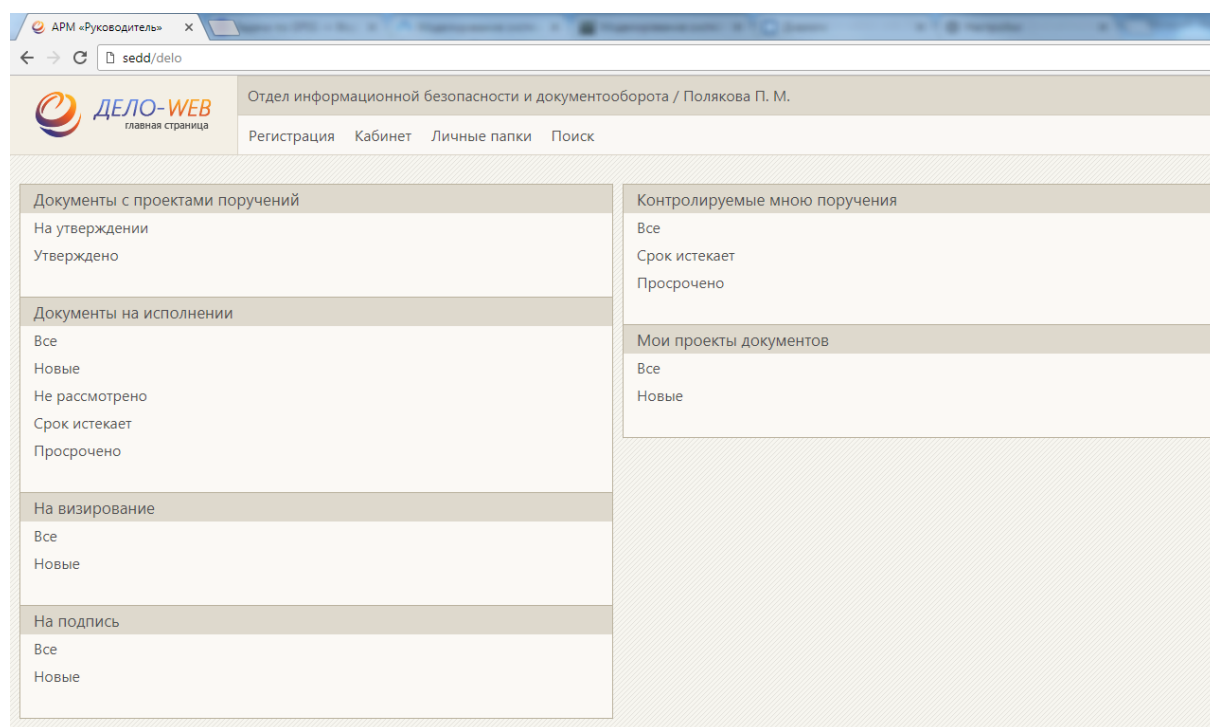 АРМ «Руководитель»
sedd/delo
ДЕЛО-WEB
главная страница
Отдел информационной безопасности и документооборота / Полякова П. М.
Регистрация Кабинет Личные папки Поиск
Документы с проектами поручений
На утверждении
Утверждено
Документы на исполнении
Все
Новые
Не рассмотрено
Срок истекает
Просрочено
На визирование
Все
Новые
На подпись
Все
Новые
Контролируемые мною поручения
Все
Срок истекает
Просрочено
Мои проекты документов
Все
Новые